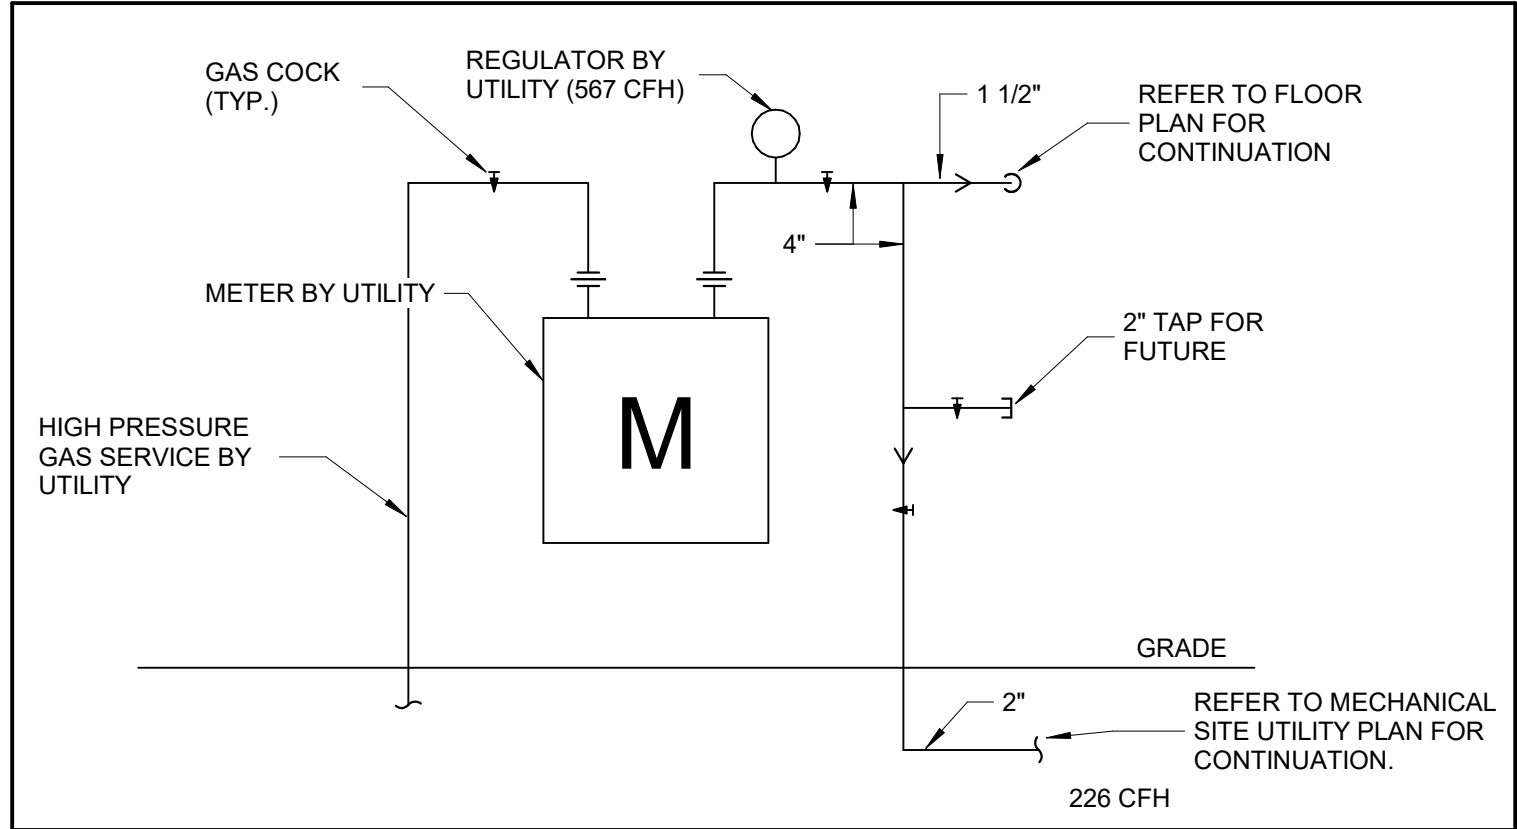 GAS COCK
(TYP.)
REGULATOR BY
UTILITY (567 CFH)
1 1/2"
REFER TO FLOOR
PLAN FOR
CONTINUATION
4"
METER BY UTILITY
2" TAP FOR
FUTURE
M
HIGH PRESSURE
GAS SERVICE BY
UTILITY
GRADE
2"
REFER TO MECHANICAL
SITE UTILITY PLAN FOR
CONTINUATION.
226 CFH